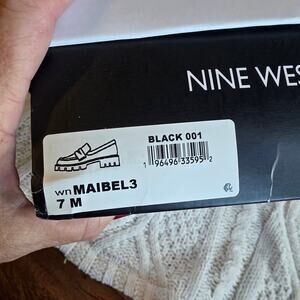 NINE WES
BLACK 001
1 96496 33595 2
wn MAIBEL3
7 M